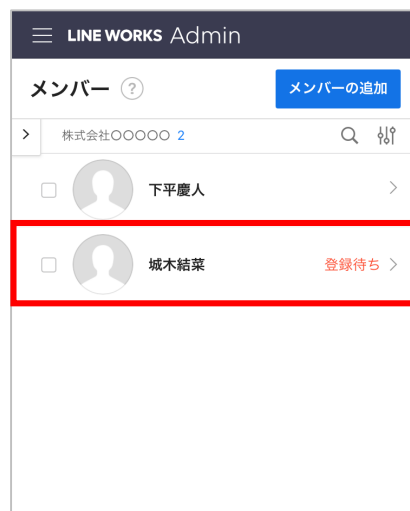 LINE WORKS Admin
メンバー ?
メンバーの追加
株式会社〇〇〇〇〇 2
下平慶人
城木結菜 登録待ち